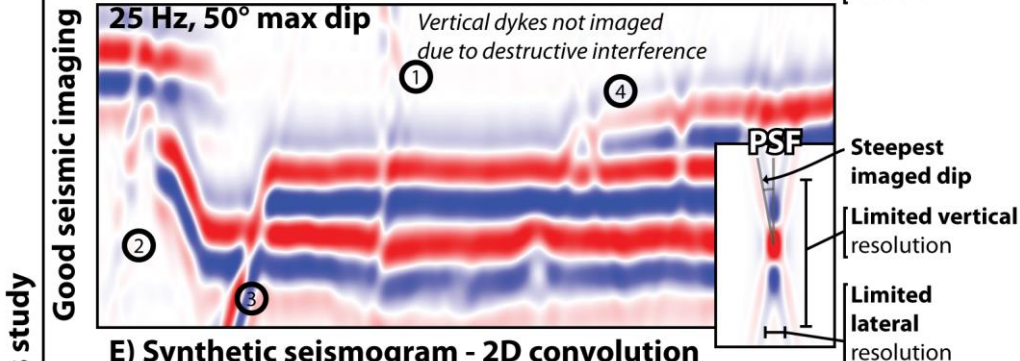 25 Hz, 50° max dip
Vertical dykes not imaged
due to destructive interference
1
4
2
3
Good seismic imaging
study
PSF
Steepest
imaged dip
Limited vertical
resolution
Limited
lateral
resolution
E) Synthetic seismogram - 2D convolution